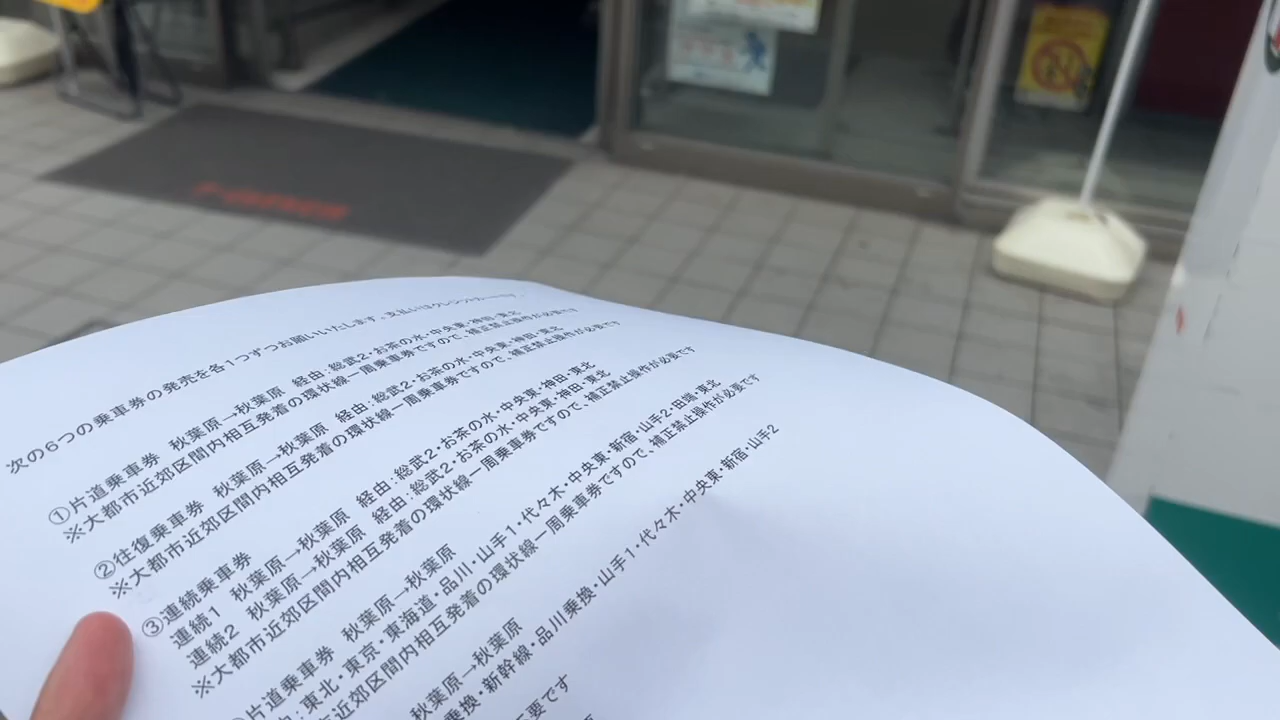 次の6つの乗車券の発売を各1つずつお願いいたします。支払いはクレジットカード
①片道乗車券 秋葉原→秋葉原 経由:総武2・お茶の水・中央東・神田・東北
※大都市近郊区間内相互発着の環状線一周乗車券ですので、補正禁止操作が必要です
②往復乗車券 秋葉原→秋葉原 経由:総武2・お茶の水・中央東・神田・東北
※大都市近郊区間内相互発着の環状線一周乗車券ですので、補正禁止操作が必要です
③連続乗車券
連続1 秋葉原→秋葉原 経由:総武2・お茶の水・中央東・神田・東北
連続2 秋葉原→秋葉原 経由:総武2・お茶の水・中央東・神田・東北
※大都市近郊区間内相互発着の環状線一周乗車券ですので、補正禁止操作が必要です
片道乗車券 秋葉原→秋葉原
:東北・東京・東海道・品川・山手1・代々木・中央東・新宿・山手2・田端・東北
近郊区間内相互発着の環状線一周乗車券ですので、補正禁止操作が必要です
秋葉原→秋葉原
乗換・新幹線・品川乗換・山手1・代々木・中央東・新宿・山手2
要です